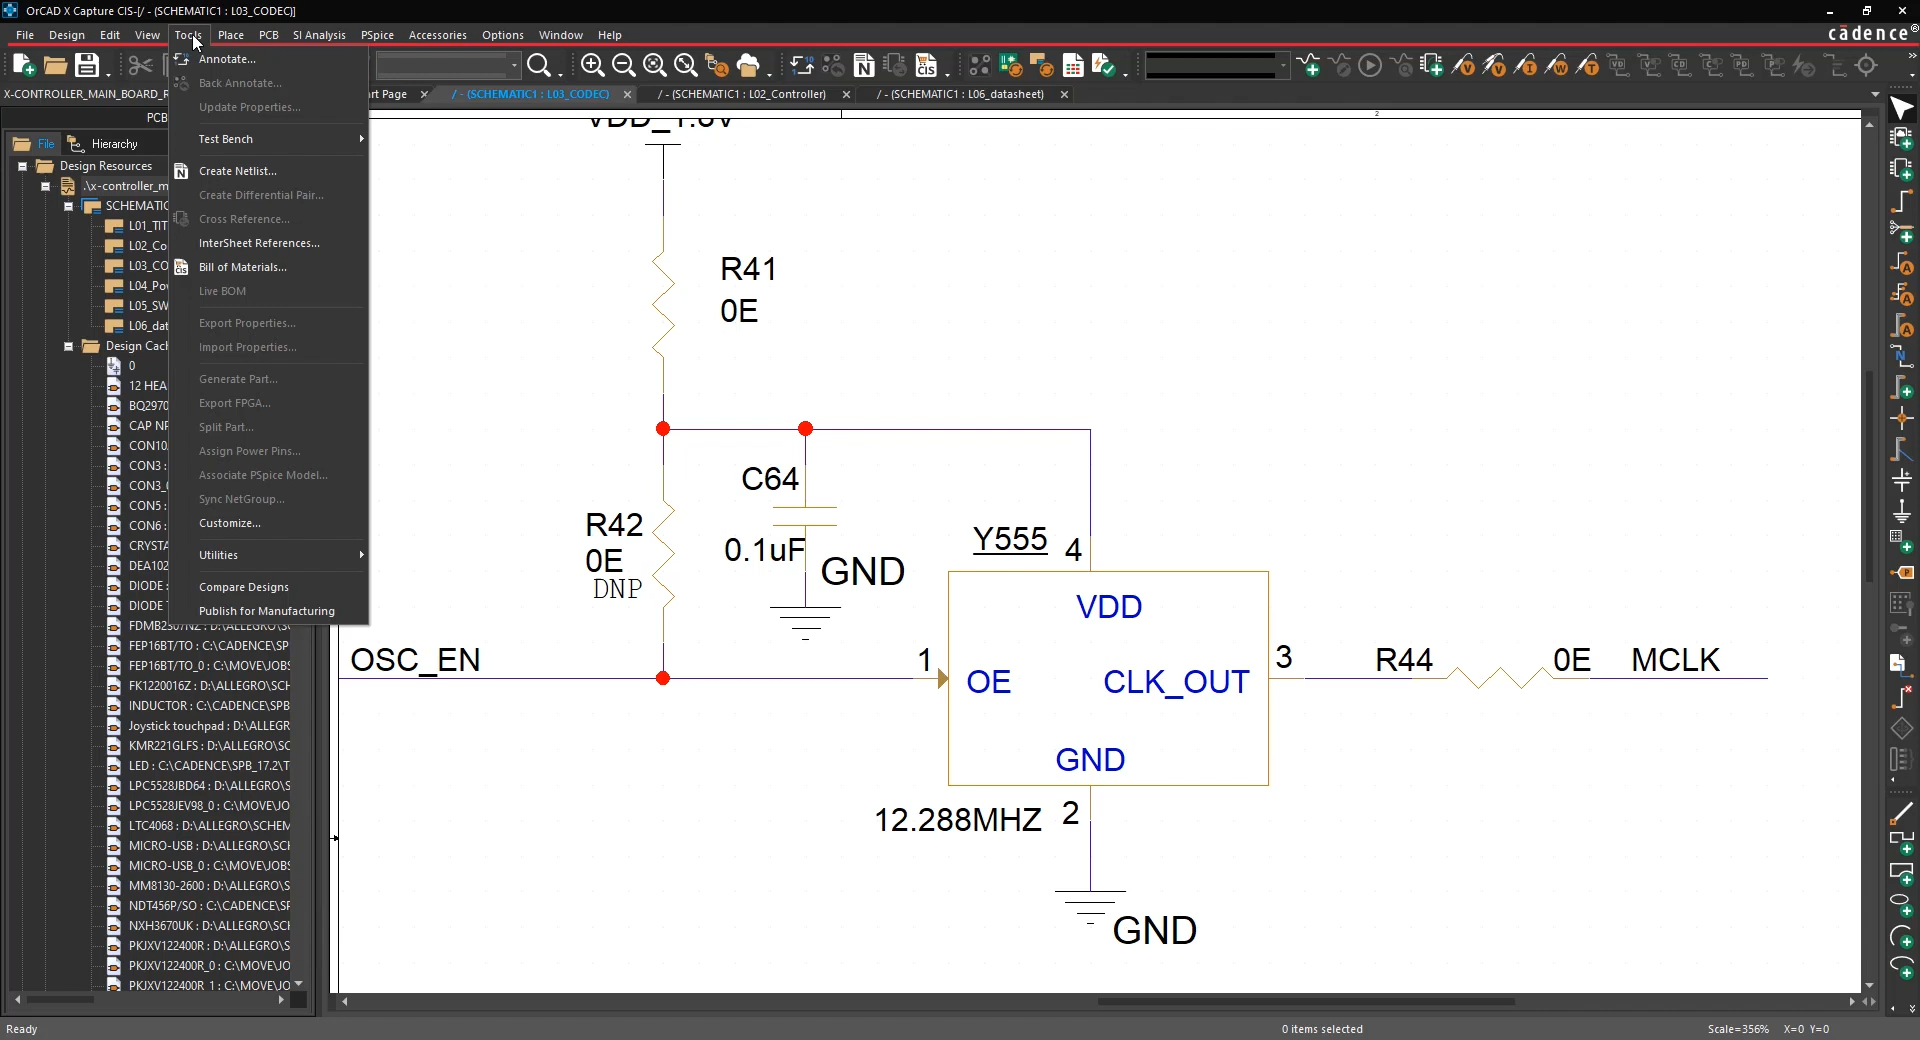 OrCAD X Capture CIS-[/ - (SCHEMATIC1 : L03_CODEC)]
File Design Edit View Tools Place PCB SI Analysis PSpice Accessories Options Window Help
cadence®
X-CONTROLLER_MAIN_BOARD_R
rt Page
/ - (SCHEMATIC1 : L03_CODEC)
/ - (SCHEMATIC1 : L02_Controller)
/ - (SCHEMATIC1 : L06_datasheet)
PCB
File
Hierarchy
Design Resources
.\x-controller_m
SCHEMATIC
L01_TIT
L02_Co
L03_CO
L04_Po
L05_SW
L06_dat
Design Cach
0
12 HEA
BQ2970
CAP NP
CON10
CON3 :
CON3_
CON5 :
CON6 :
CRYSTA
DEA102
DIODE :
DIODE
FDMB2307NZ : D:\ALLEGRO\SC
FEP16BT/TO : C:\CADENCE\SP
FEP16BT/TO_0 : C:\MOVE\JOBS
FK1220016Z : D:\ALLEGRO\SCH
INDUCTOR : C:\CADENCE\SPB
Joystick touchpad : D:\ALLEGR
KMR221GLFS : D:\ALLEGRO\SC
LED : C:\CADENCE\SPB_17.2\T
LPC5528JBD64 : D:\ALLEGRO\S
LPC5528JEV98_0 : C:\MOVE\JO
LTC4068 : D:\ALLEGRO\SCHEM
MICRO-USB : D:\ALLEGRO\SCH
MICRO-USB_0 : C:\MOVE\JOBS
MM8130-2600 : D:\ALLEGRO\S
NDT456P/SO : C:\CADENCE\SP
NXH3670UK : D:\ALLEGRO\SCH
PKJXV122400R : D:\ALLEGRO\S
PKJXV122400R_0 : C:\MOVE\JO
PKJXV122400R_1 : C:\MOVE\JO
Annotate...
Back Annotate...
Update Properties...
Test Bench
Create Netlist...
Create Differential Pair...
Cross Reference...
InterSheet References...
Bill of Materials...
Live BOM
Export Properties...
Import Properties...
Generate Part...
Export FPGA...
Split Part...
Assign Power Pins...
Associate PSpice Model...
Sync NetGroup...
Customize...
Utilities
Compare Designs
Publish for Manufacturing
2
VDD_1.8V
R41
0E
C64
0.1uF
GND
R42
0E
DNP
Y555
4
VDD
OSC_EN
1
OE
CLK_OUT
3
R44
0E
MCLK
GND
12.288MHZ
2
GND
Ready
0 items selected
Scale=356% X=0 Y=0